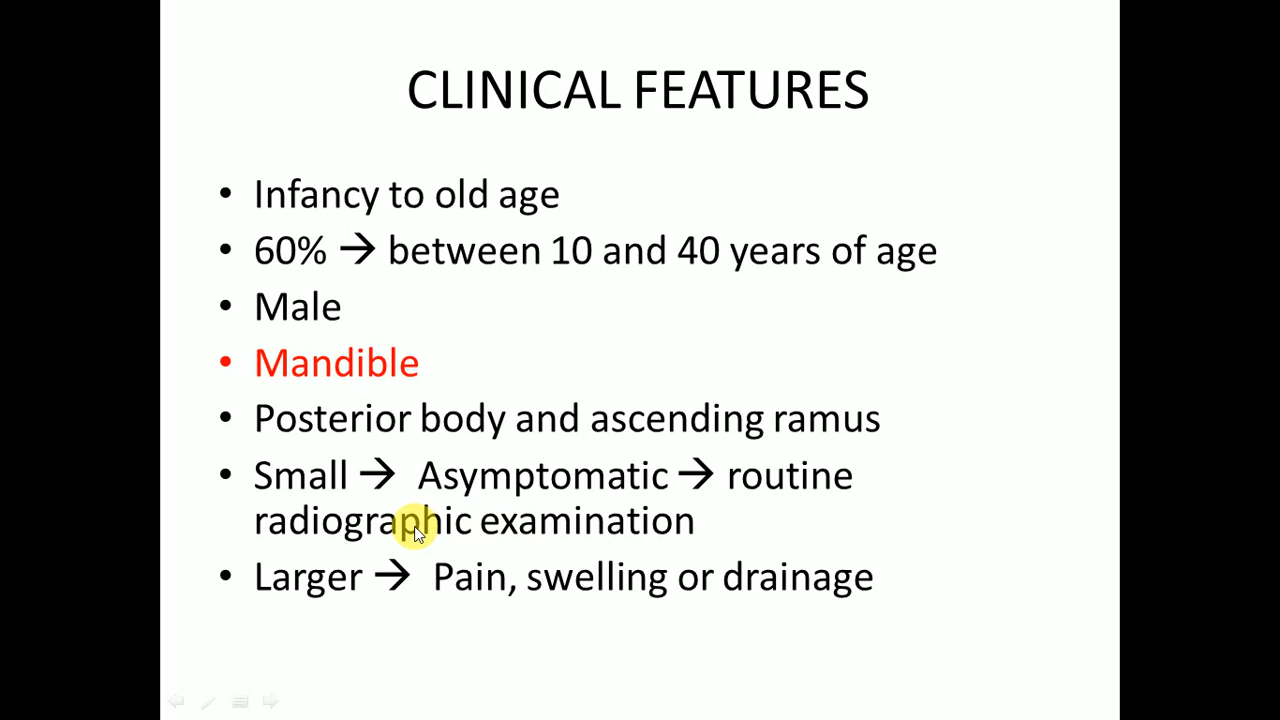 CLINICAL FEATURES
• Infancy to old age
• 60% → between 10 and 40 years of age
• Male
• Mandible
• Posterior body and ascending ramus
• Small → Asymptomatic → routine
radiographic examination
• Larger → Pain, swelling or drainage